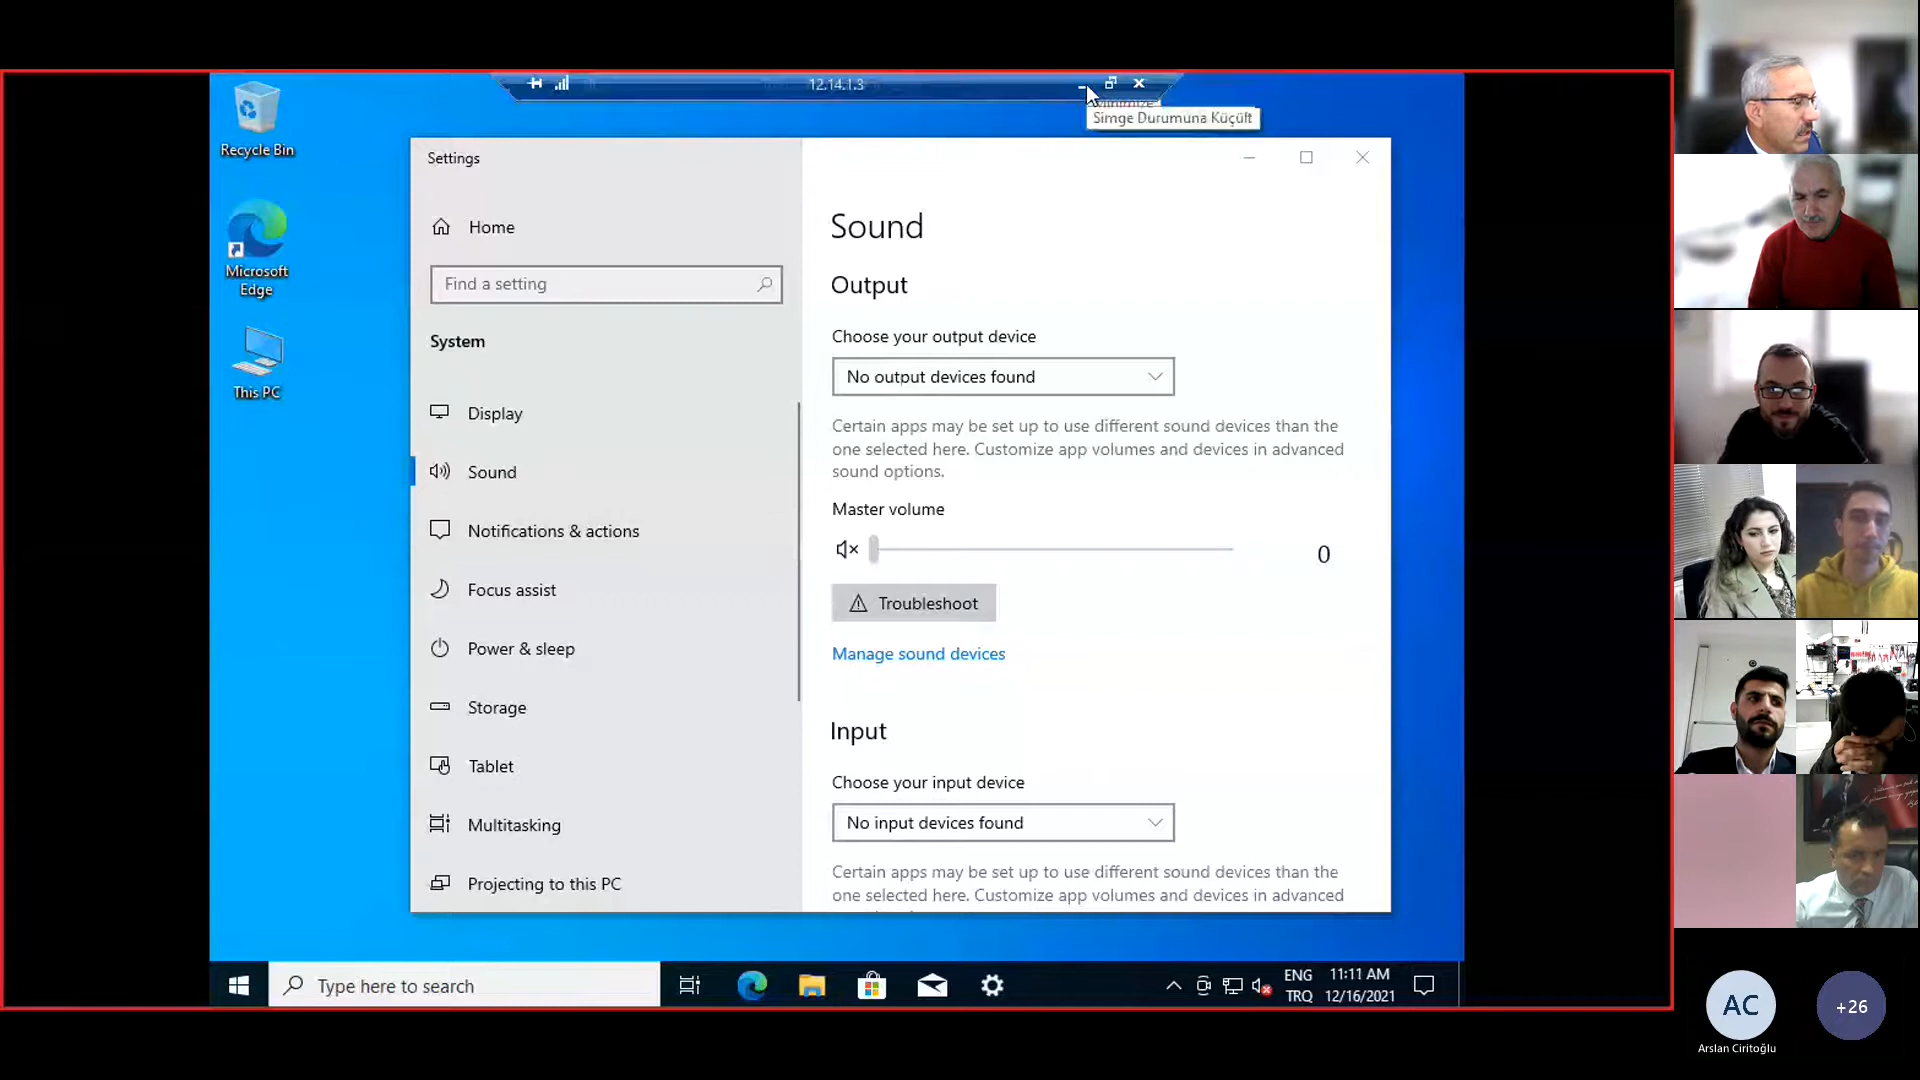 12.14.1.3
Simge Durumuna Küçült
Recycle Bin
Microsoft
Edge
This PC
Settings
Home
Find a setting
System
Display
Sound
Notifications & actions
Focus assist
Power & sleep
Storage
Tablet
Multitasking
Projecting to this PC
Sound
Output
Choose your output device
No output devices found
Certain apps may be set up to use different sound devices than the
one selected here. Customize app volumes and devices in advanced
sound options.
Master volume
0
Troubleshoot
Manage sound devices
Input
Choose your input device
No input devices found
Certain apps may be set up to use different sound devices than the
one selected here. Customize app volumes and devices in advanced
Type here to search
ENG
TRQ
11:11 AM
12/16/2021
AC
Arslan Ciritoğlu
+26